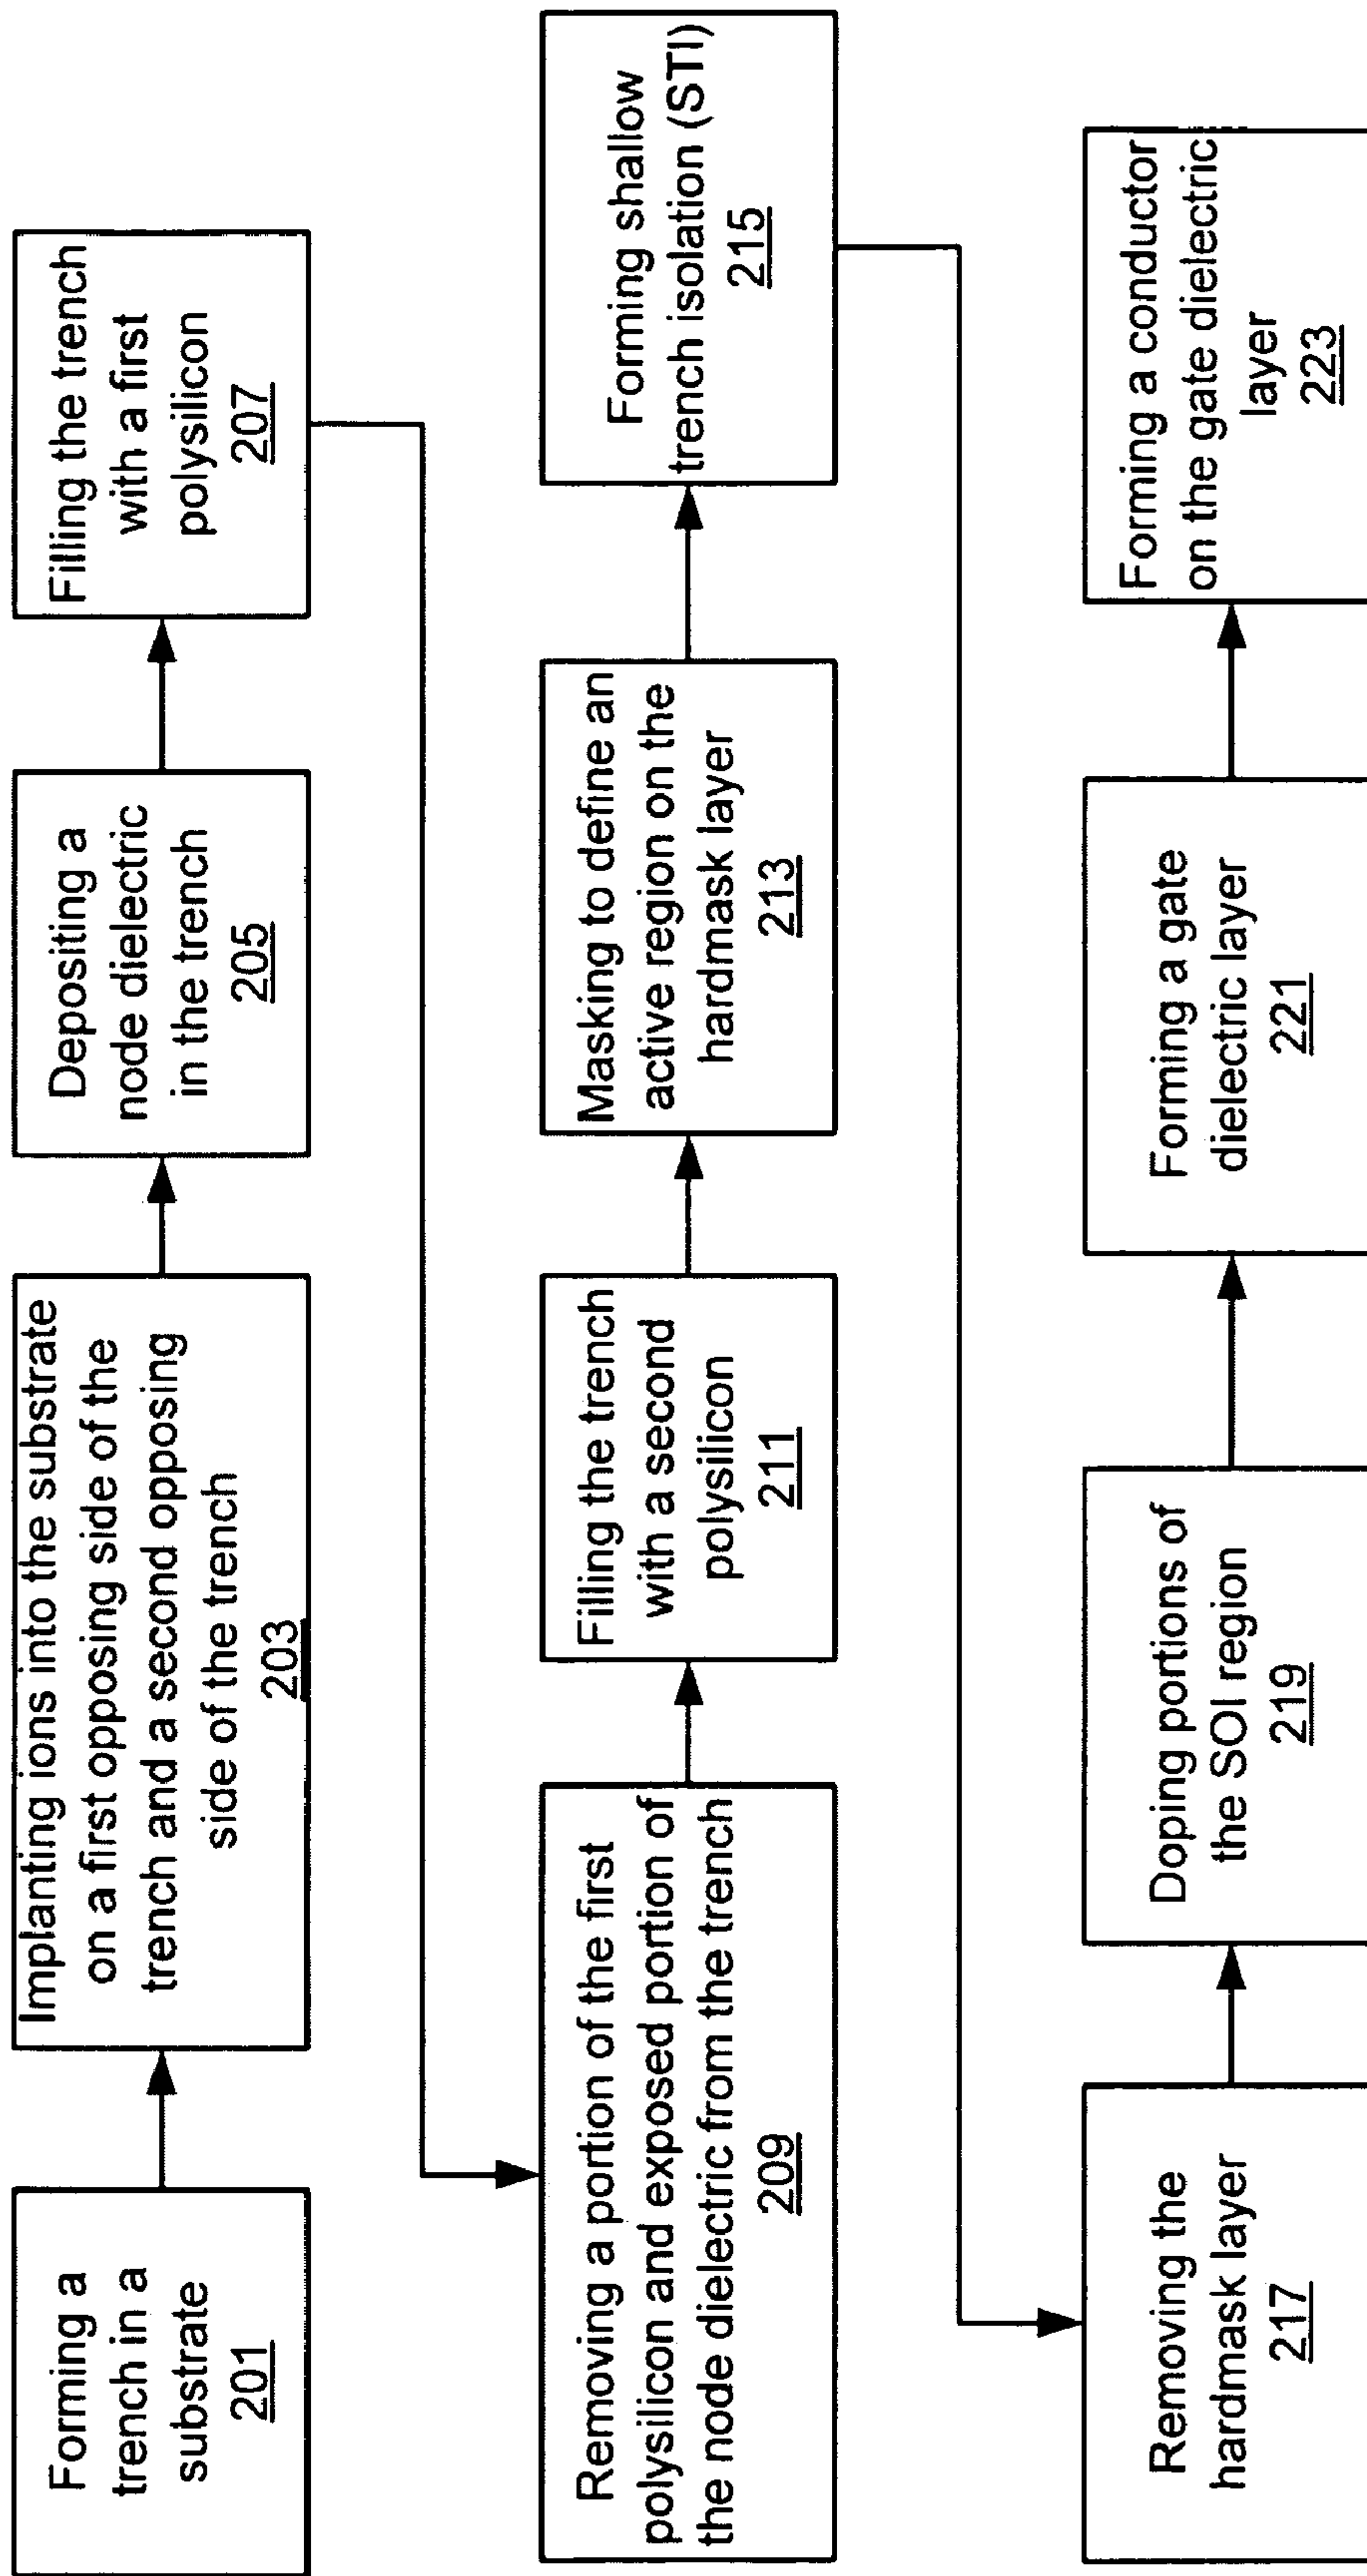 Forming a
trench in a
substrate
201
Implanting ions into the substrate
on a first opposing side of the
trench and a second opposing
side of the trench
203
Depositing a
node dielectric
in the trench
205
Filling the trench
with a first
polysilicon
207
Removing a portion of the first
polysilicon and exposed portion of
the node dielectric from the trench
209
Filling the trench
with a second
polysilicon
211
Masking to define an
active region on the
hardmask layer
213
Forming shallow
trench isolation (STI)
215
Removing the
hardmask layer
217
Doping portions of
the SOI region
219
Forming a gate
dielectric layer
221
Forming a conductor
on the gate dielectric
layer
223